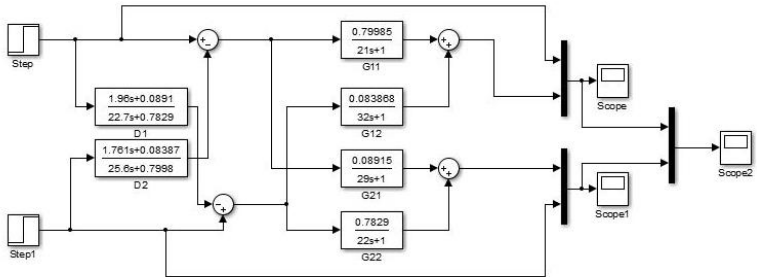 Step
1.96s+0.0891
22.7s+0.7829
D1
1.761s+0.08387
25.6s+0.7998
D2
Step1
0.79985
21s+1
G11
0.083868
32s+1
G12
0.08915
29s+1
G21
0.7829
22s+1
G22
Scope
Scope1
Scope2